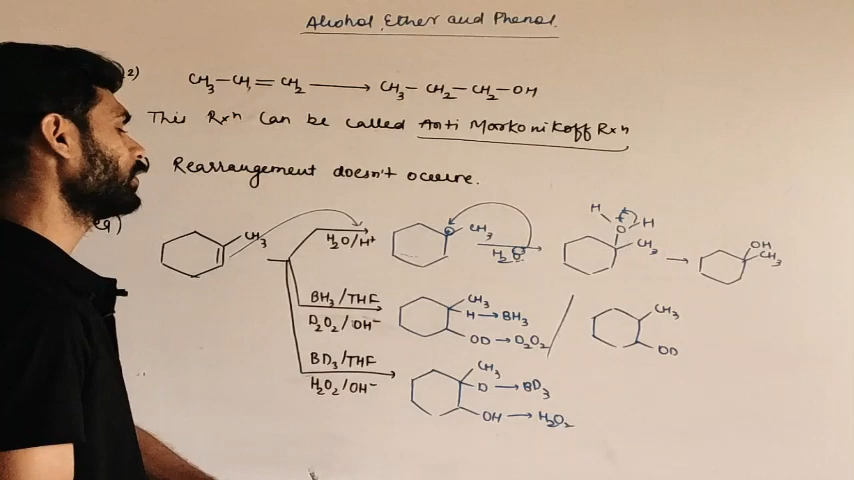 Alcohol, Ether and Phenol.
2)
CH3-CH=CH2 → CH3-CH2-CH2-OH
This Rxn Can be called Anti Markonikoff Rxn
Rearrangement doesn't occure.
eq)
CH3
H2O/H+
CH3
H2O
H
H
O
CH3
OH
CH3
BH3/THF
D2O2/OH-
CH3
H → BH3
OD → D2O2
/
CH3
OD
BD3/THF
H2O2/OH-
CH3
D → BD3
OH → H2O2